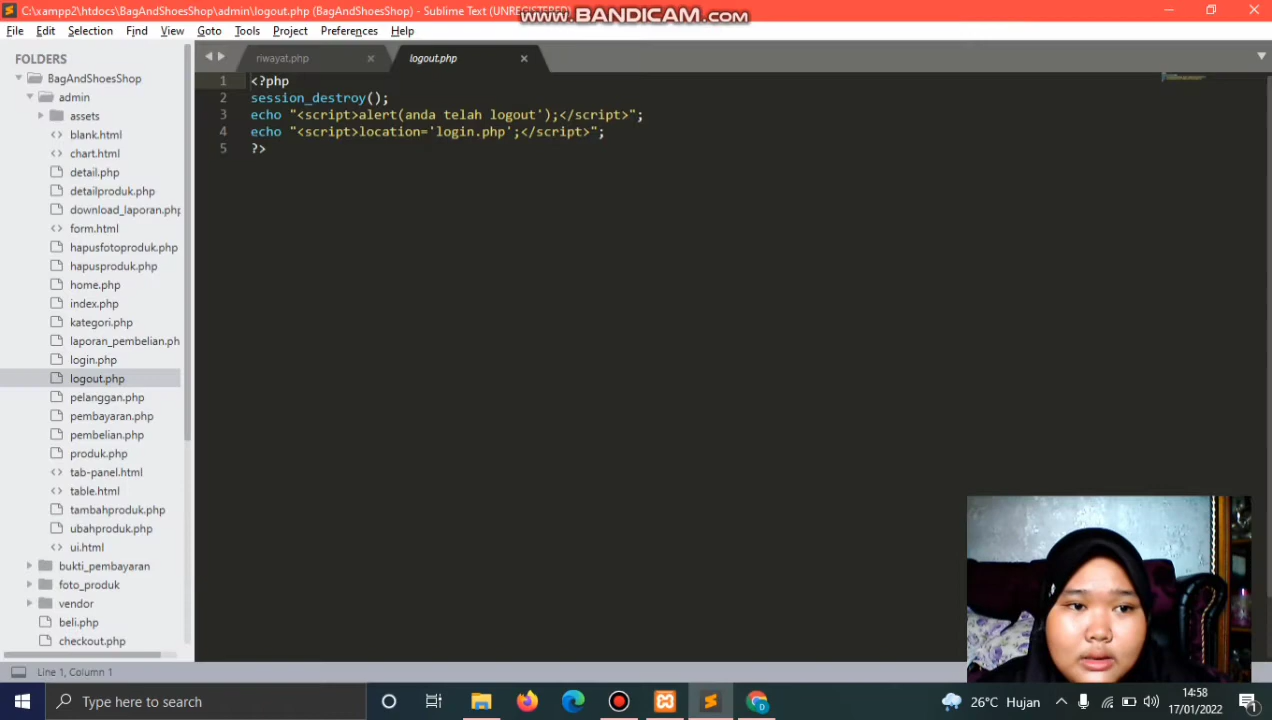 C:\xampp2\htdocs\BagAndShoesShop\admin\logout.php (BagAndShoesShop) - Sublime Text (UNREGISTERED)
www.BANDICAM.com
File Edit Selection Find View Goto Tools Project Preferences Help
FOLDERS
BagAndShoesShop
admin
assets
blank.html
chart.html
detail.php
detailproduk.php
download_laporan.php
form.html
hapusfotoproduk.php
hapusproduk.php
home.php
index.php
kategori.php
laporan_pembelian.ph
login.php
logout.php
pelanggan.php
pembayaran.php
pembelian.php
produk.php
tab-panel.html
table.html
tambahproduk.php
ubahproduk.php
ui.html
bukti_pembayaran
foto_produk
vendor
beli.php
checkout.php
riwayat.php
logout.php
1 <?php
2 session_destroy();
3 echo "<script>alert(anda telah logout');</script>";
4 echo "<script>location='login.php';</script>";
5 ?>
Line 1, Column 1
Type here to search
26°C Hujan
14:58
17/01/2022
1